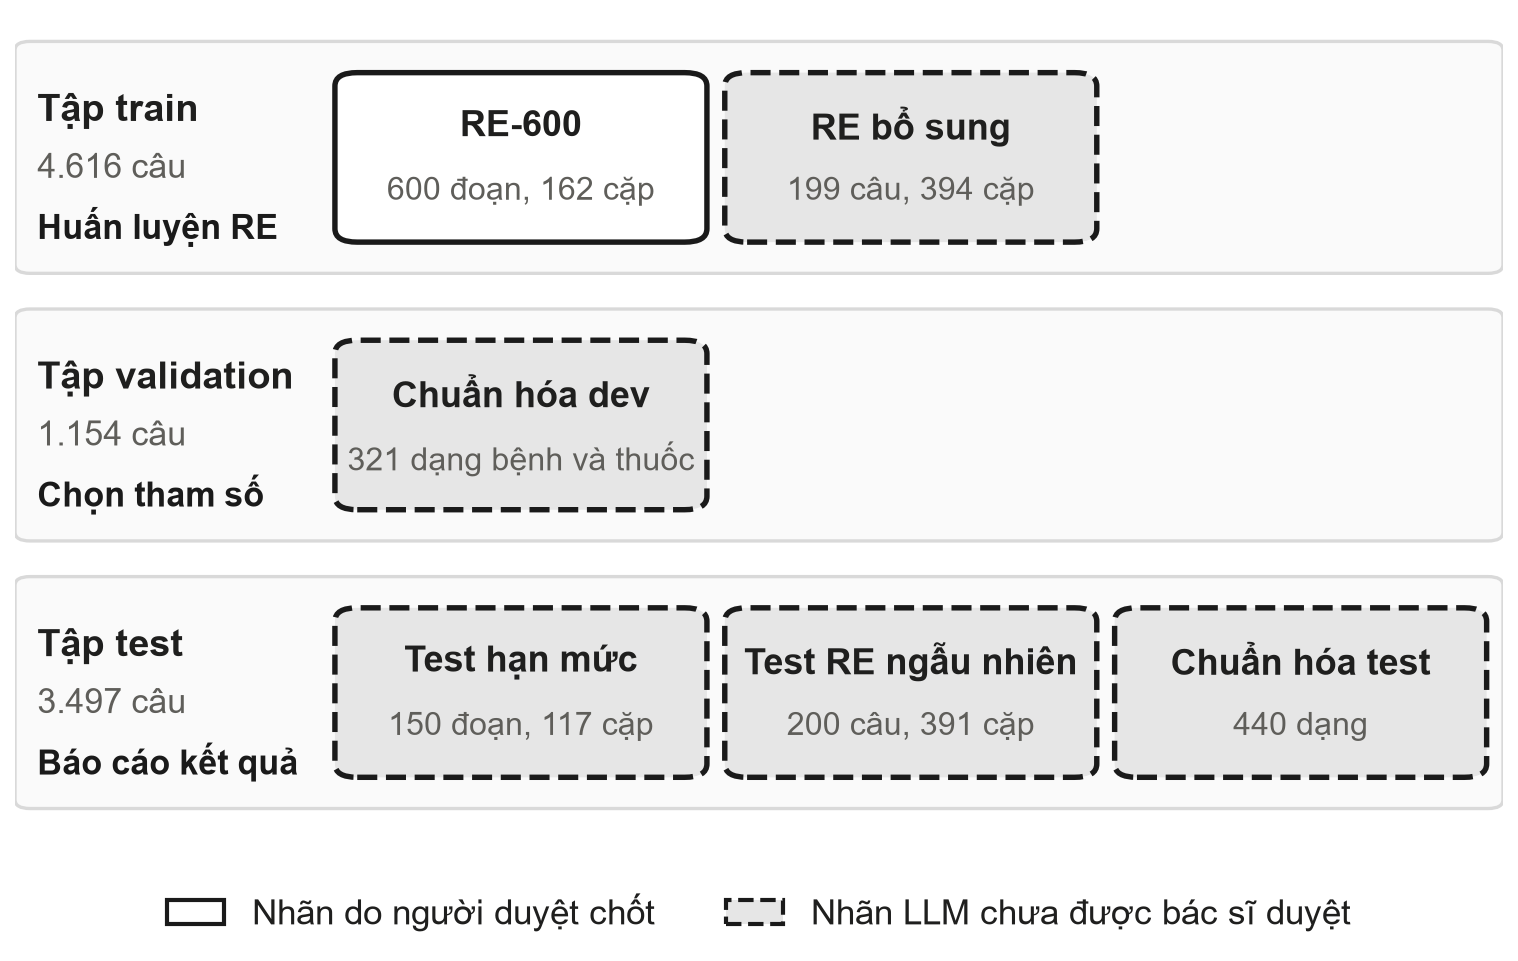 Tập train
4.616 câu
Huấn luyện RE
RE-600
600 đoạn, 162 cặp
RE bổ sung
199 câu, 394 cặp
Tập validation
1.154 câu
Chọn tham số
Chuẩn hóa dev
321 dạng bệnh và thuốc
Tập test
3.497 câu
Báo cáo kết quả
Test hạn mức
150 đoạn, 117 cặp
Test RE ngẫu nhiên
200 câu, 391 cặp
Chuẩn hóa test
440 dạng
Nhãn do người duyệt chốt
Nhãn LLM chưa được bác sĩ duyệt